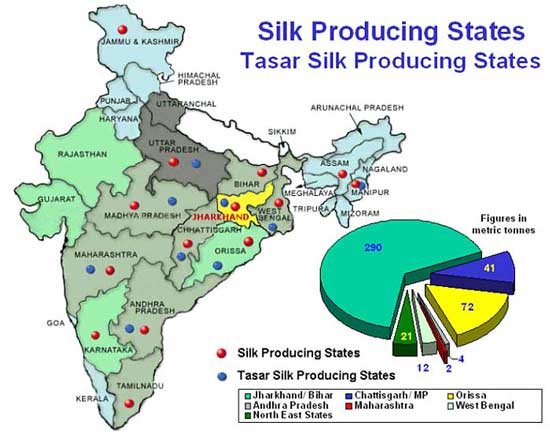 Silk Producing States
Tasar Silk Producing States
JAMMU & KASHMIR
HIMACHAL
PRADESH
PUNJAB
UTTARANCHAL
HARYANA
ARUNACHAL PRADESH
SIKKIM
RAJASTHAN
UTTAR
PRADESH
ASSAM
NAGALAND
BIHAR
MEGHALAYA
MANIPUR
GUJARAT
MADHYA PRADESH
JHARKHAND
WEST
BENGAL
TRIPURA
MIZORAM
CHHATTISGARH
ORISSA
Figures in
metric tonnes
MAHARASHTRA
290
41
72
ANDHRA
PRADESH
GOA
21
12
2
4
KARNATAKA
Silk Producing States
Tasar Silk Producing States
KERALA
TAMILNADU
Jharkhand/ Bihar
Chattisgarh/ MP
Orissa
Andhra Pradesh
Maharashtra
West Bengal
North East States